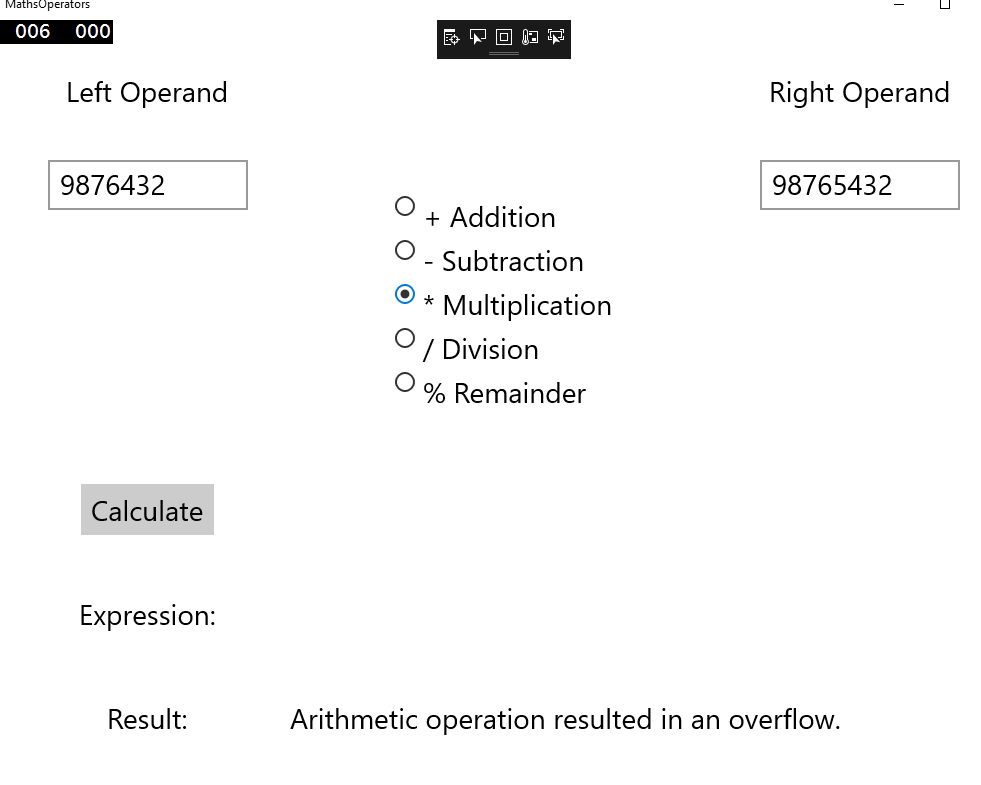 MathsOperators
006 000
Left Operand
Right Operand
9876432
98765432
+ Addition
- Subtraction
* Multiplication
/ Division
% Remainder
Calculate
Expression:
Result: Arithmetic operation resulted in an overflow.